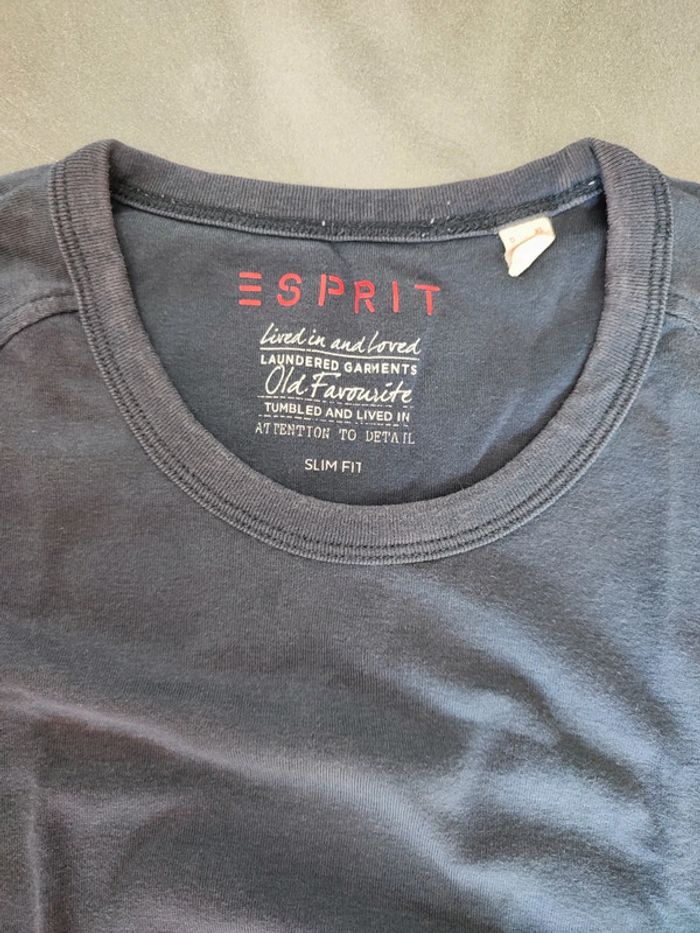 ESPRIT
Lived in and Loved
LAUNDERED GARMENTS
Old Favourite
TUMBLED AND LIVED IN
ATTENTION TO DETAIL
SLIM FIT